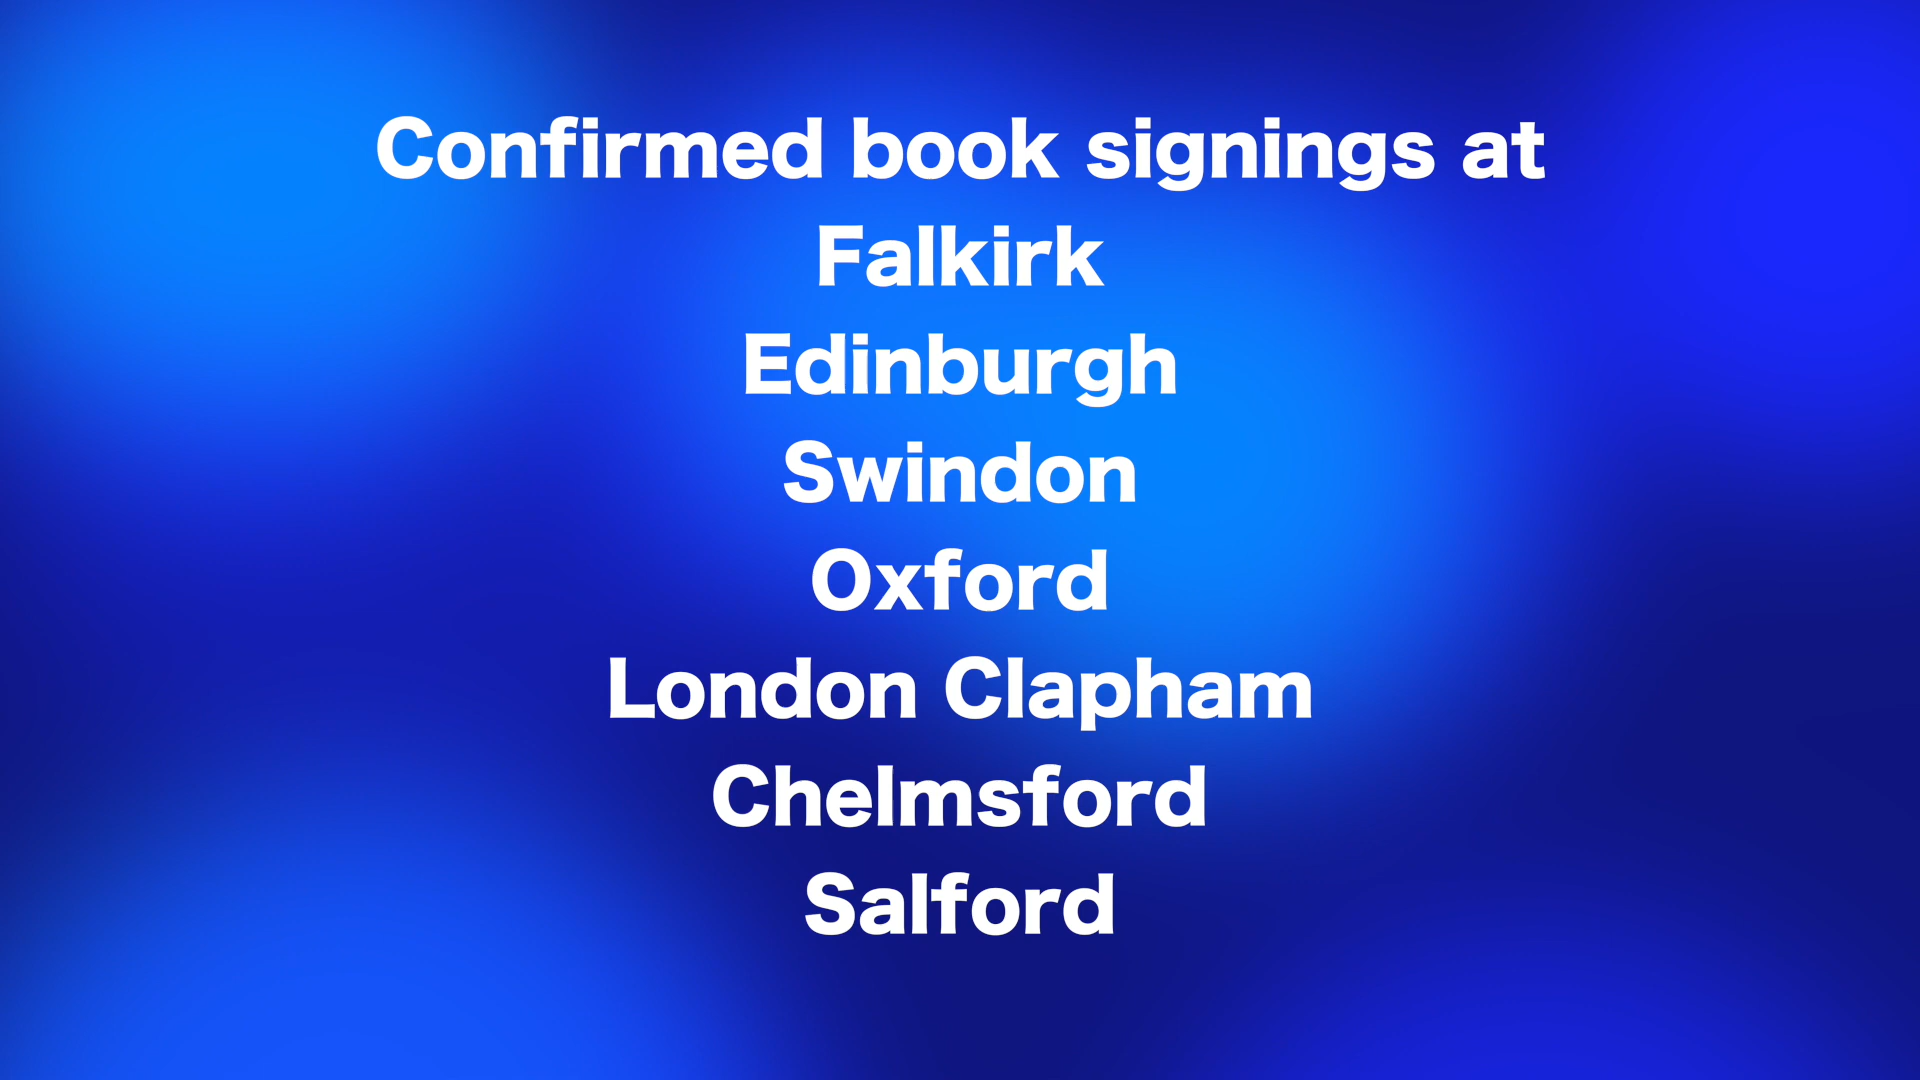 Confirmed book signings at
Falkirk
Edinburgh
Swindon
Oxford
London Clapham
Chelmsford
Salford